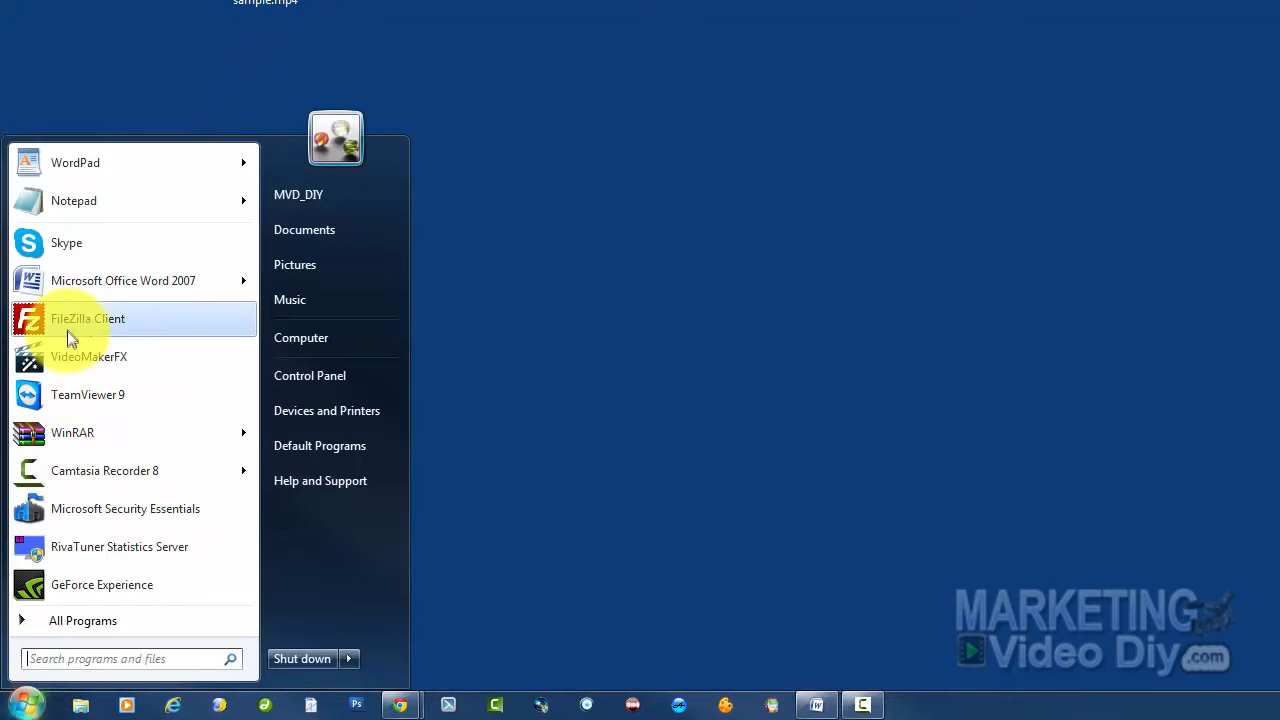 sample.mp4
WordPad
Notepad
Skype
Microsoft Office Word 2007
FileZilla Client
VideoMakerFX
TeamViewer 9
WinRAR
Camtasia Recorder 8
Microsoft Security Essentials
RivaTuner Statistics Server
GeForce Experience
All Programs
Search programs and files
MVD_DIY
Documents
Pictures
Music
Computer
Control Panel
Devices and Printers
Default Programs
Help and Support
Shut down
Ps
MARKETING
Video Diy.com